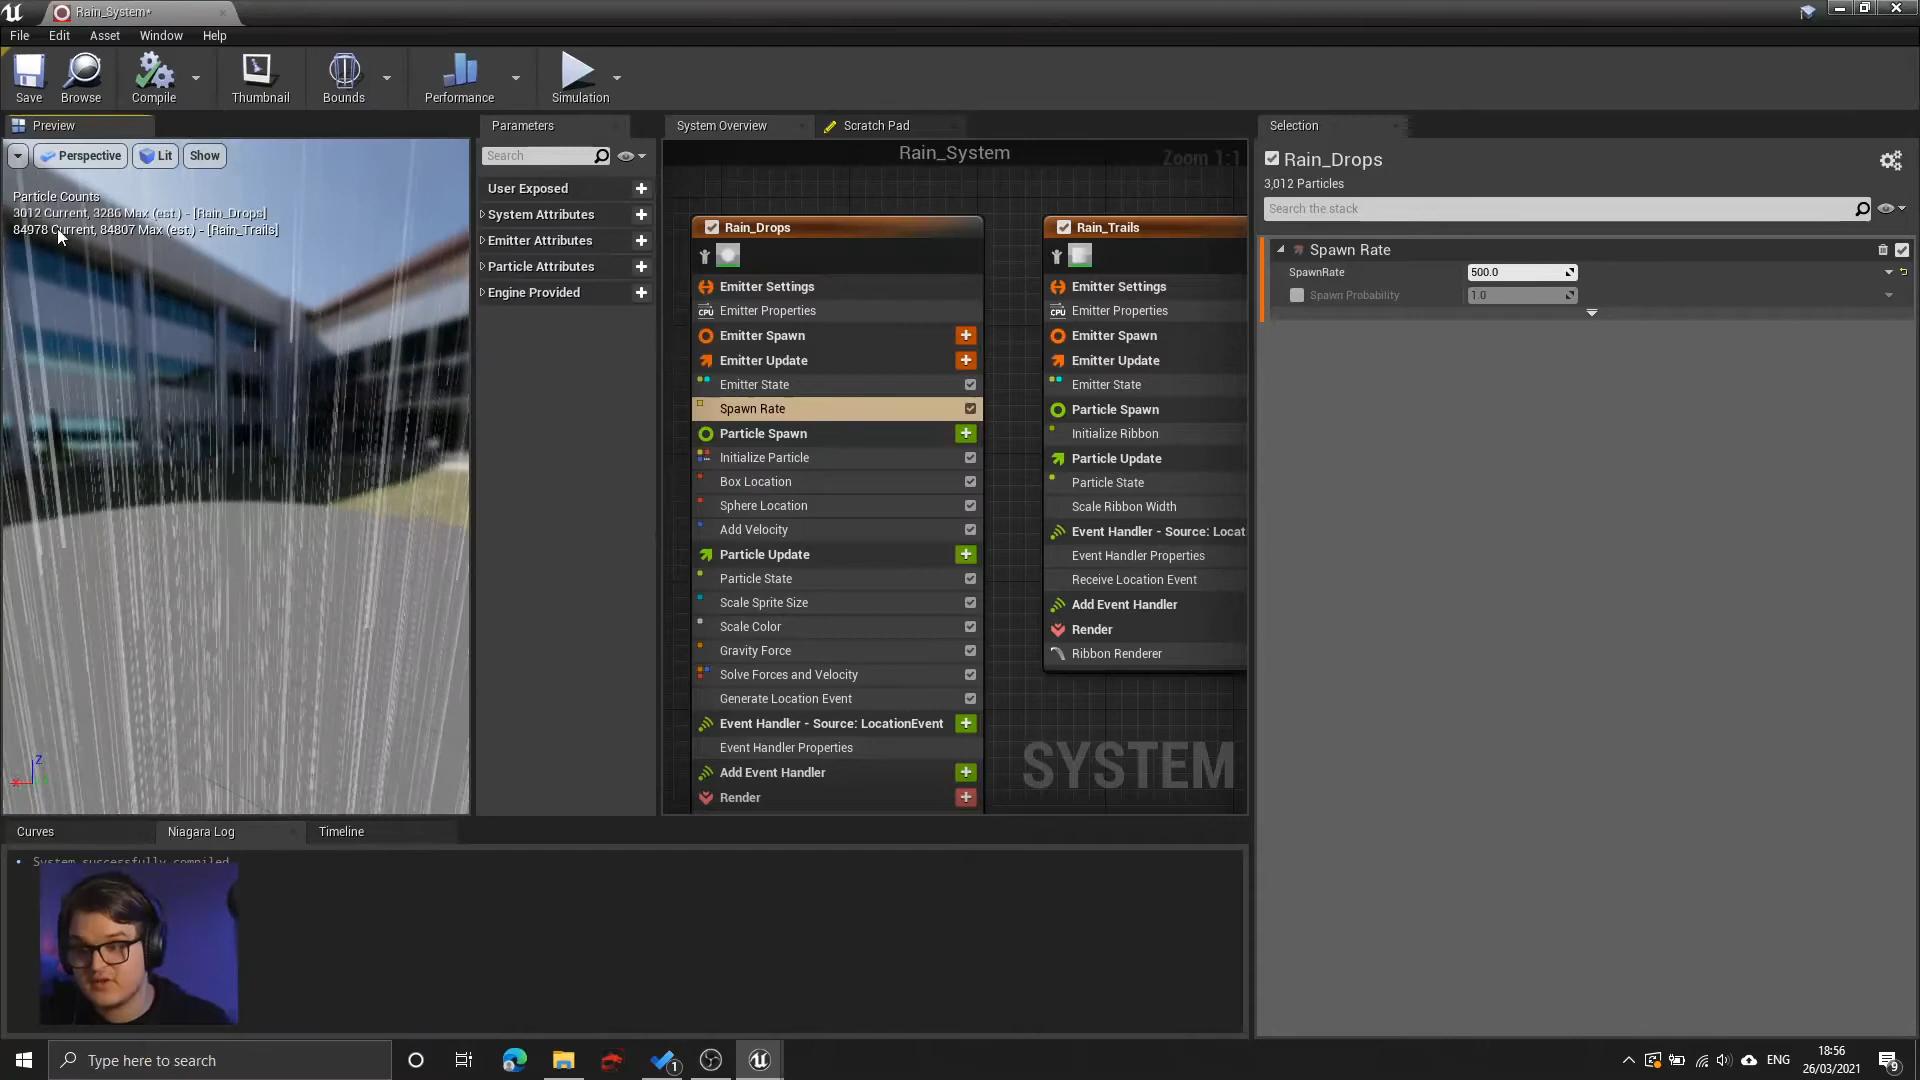 Rain_System*
File Edit Asset Window Help
Save Browse Compile Thumbnail Bounds Performance Simulation
Preview
Perspective Lit Show
Particle Counts
3012 Current, 3286 Max (est.) - [Rain_Drops]
84978 Current, 84807 Max (est.) - [Rain_Trails]
Z
Parameters
Search
User Exposed
System Attributes
Emitter Attributes
Particle Attributes
Engine Provided
System Overview Scratch Pad
Rain_System
Zoom 1:1
Rain_Drops
Emitter Settings
CPU Emitter Properties
Emitter Spawn
Emitter Update
Emitter State
Spawn Rate
Particle Spawn
Initialize Particle
Box Location
Sphere Location
Add Velocity
Particle Update
Particle State
Scale Sprite Size
Scale Color
Gravity Force
Solve Forces and Velocity
Generate Location Event
Event Handler - Source: LocationEvent
Event Handler Properties
Add Event Handler
Render
Rain_Trails
Emitter Settings
CPU Emitter Properties
Emitter Spawn
Emitter Update
Emitter State
Particle Spawn
Initialize Ribbon
Particle Update
Particle State
Scale Ribbon Width
Event Handler - Source: Locat
Event Handler Properties
Receive Location Event
Add Event Handler
Render
Ribbon Renderer
SYSTEM
Selection
Rain_Drops
3,012 Particles
Search the stack
Spawn Rate
SpawnRate 500.0
Spawn Probability 1.0
Curves Niagara Log Timeline
System successfully compiled
Type here to search
1
ENG
18:56
26/03/2021
9